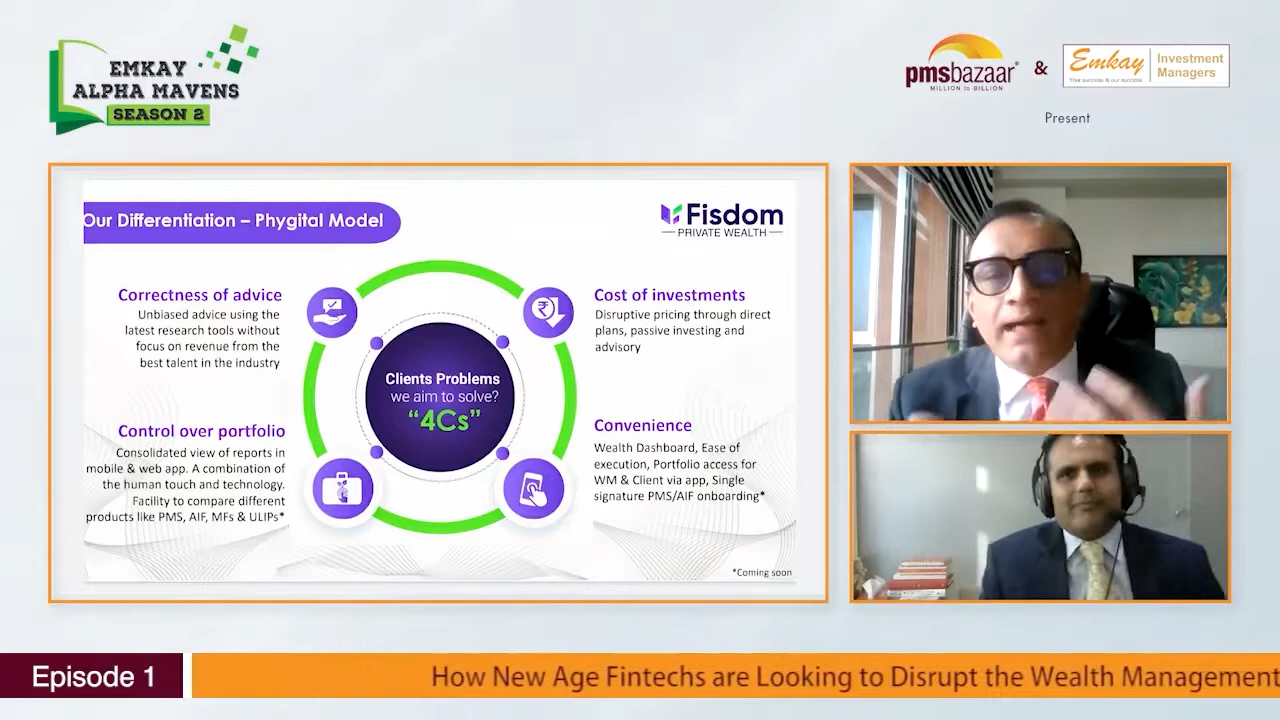 EMKAY
ALPHA MAVENS
SEASON 2
pmsbazaar
MILLION to BILLION
&
Emkay
Your success is our success
Investment
Managers
Present
Our Differentiation – Phygital Model
Fisdom
PRIVATE WEALTH
Correctness of advice
Unbiased advice using the
latest research tools without
focus on revenue from the
best talent in the industry
Cost of investments
Disruptive pricing through direct
plans, passive investing and
advisory
Clients Problems
we aim to solve?
“4Cs”
Control over portfolio
Consolidated view of reports in
mobile & web app. A combination of
the human touch and technology.
Facility to compare different
products like PMS, AIF, MFs & ULIPs*
Convenience
Wealth Dashboard, Ease of
execution, Portfolio access for
WM & Client via app, Single
signature PMS/AIF onboarding*
*Coming soon
Episode 1
How New Age Fintechs are Looking to Disrupt the Wealth Management